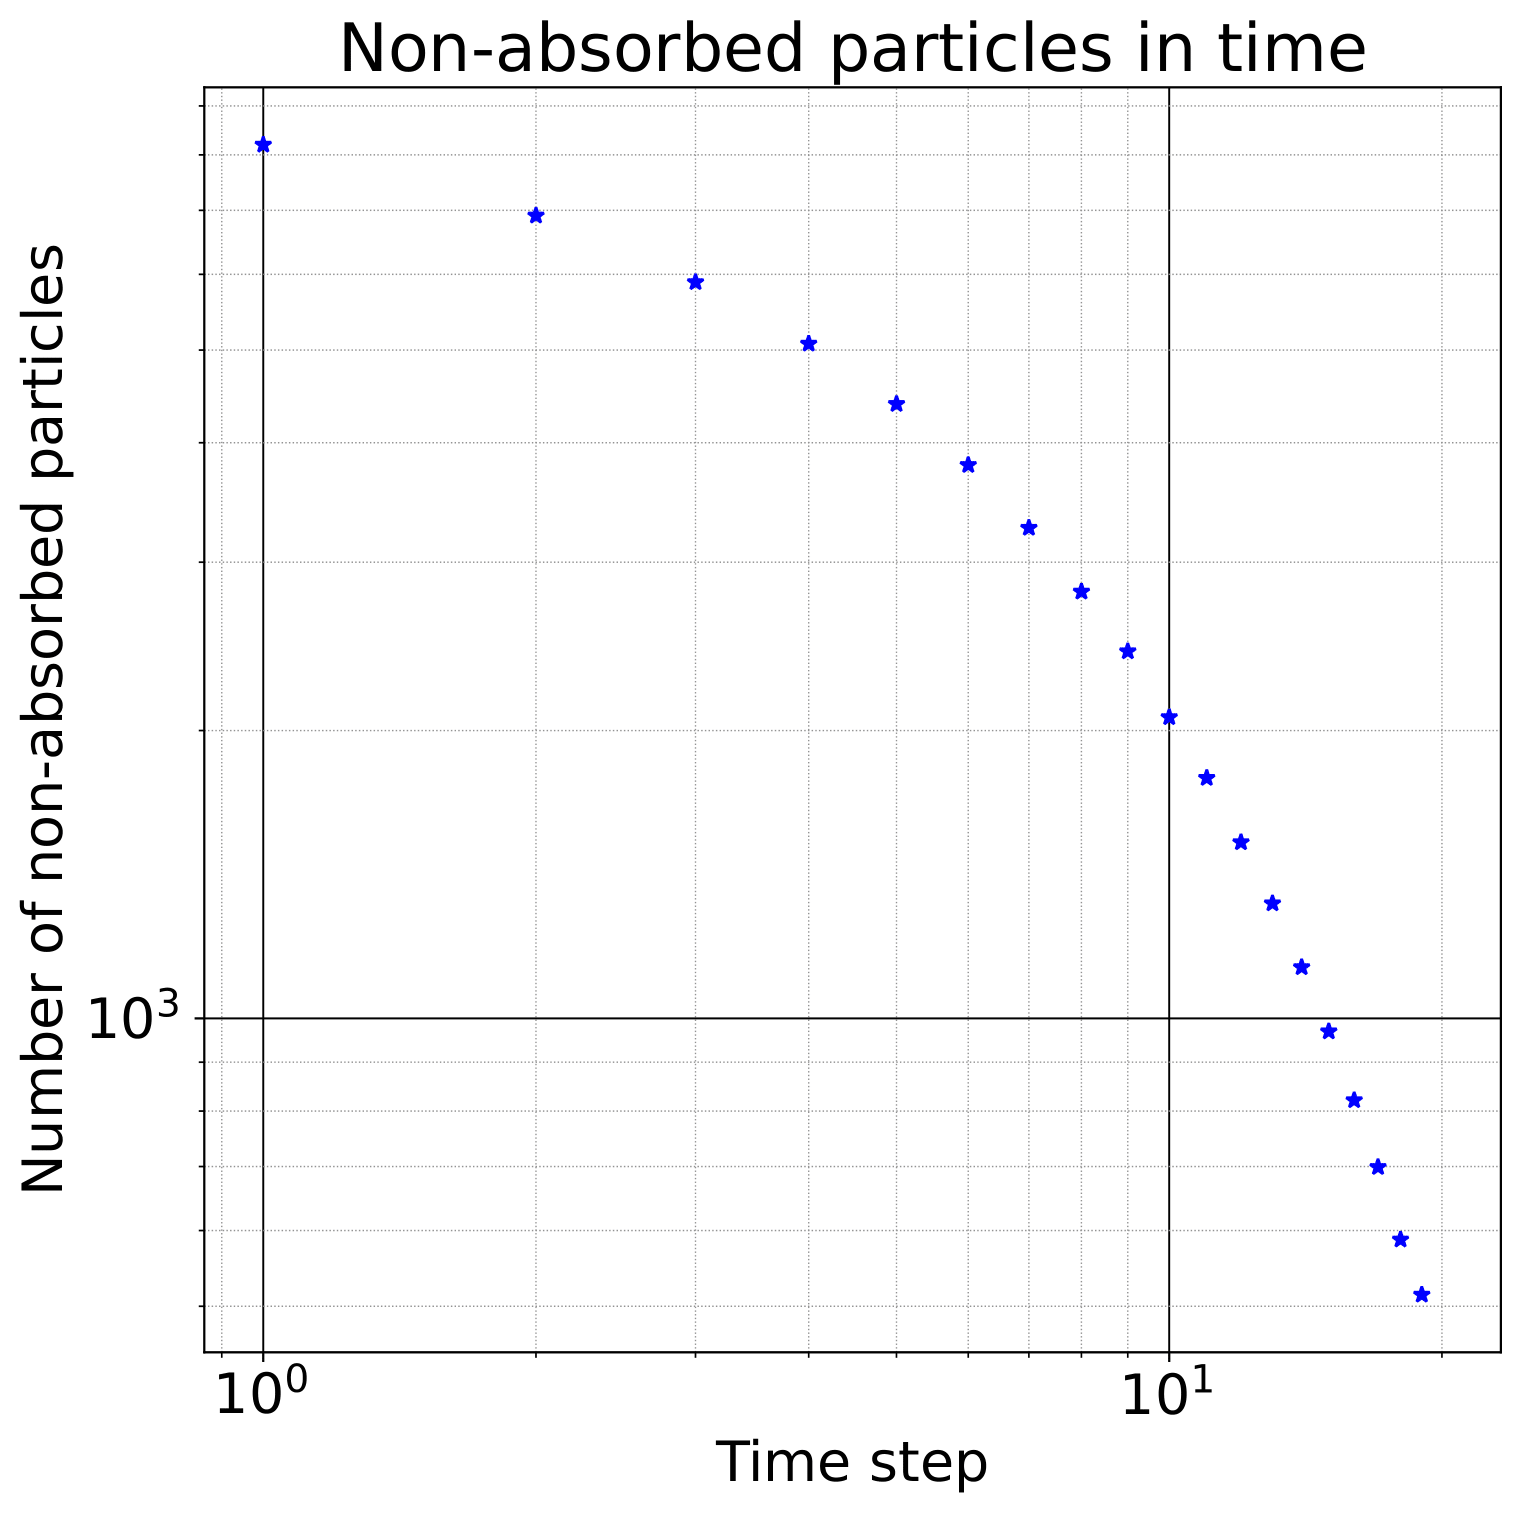 Non-absorbed particles in time
Number of non-absorbed particles
10³
10⁰
10¹
Time step